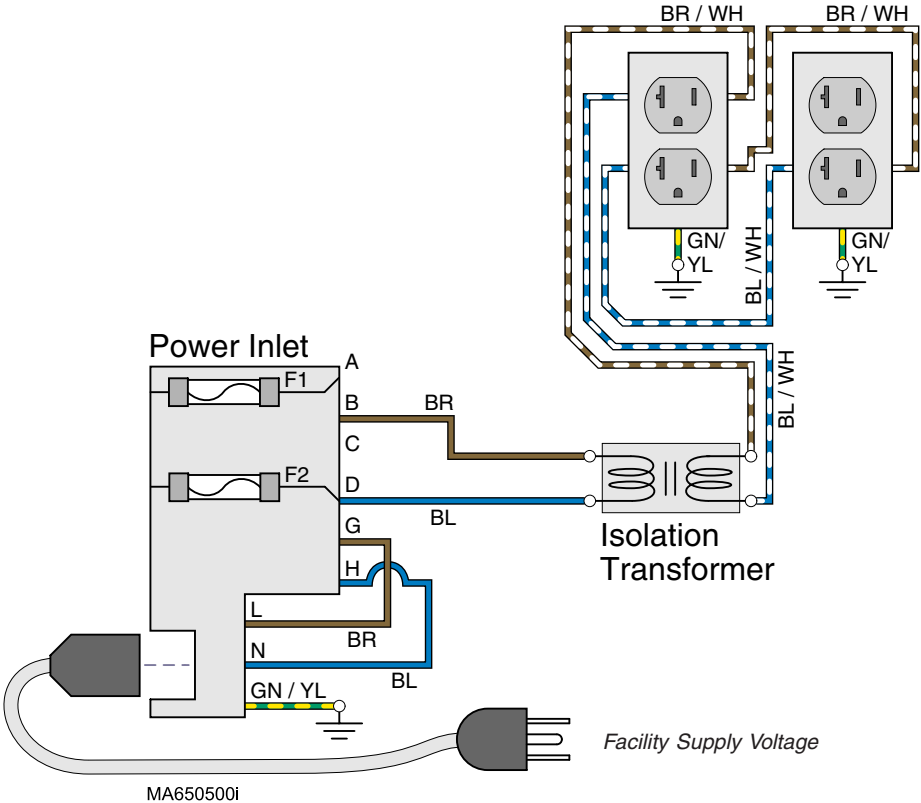 BR / WH
BR / WH
GN/
YL
BL / WH
GN/
YL
BL / WH
Power Inlet
A
F1
B
BR
C
F2
D
BL
Isolation
Transformer
G
H
L
BR
N
BL
GN / YL
Facility Supply Voltage
MA650500i